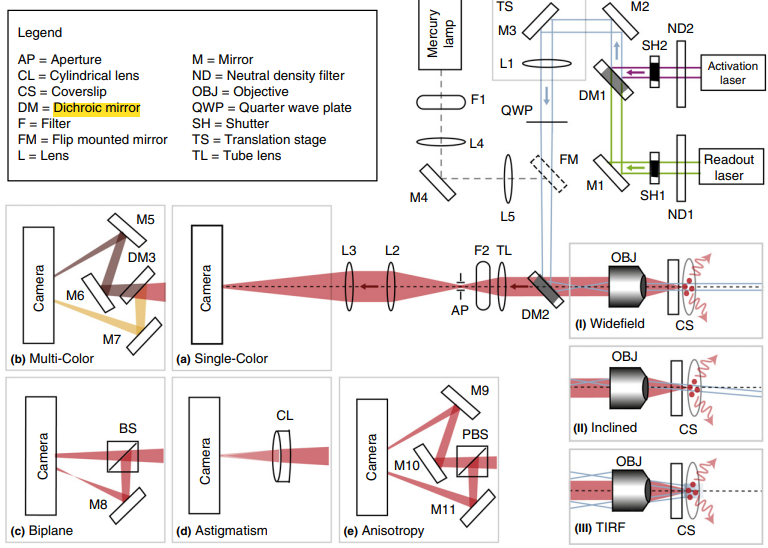 Legend
AP = Aperture
CL = Cylindrical lens
CS = Coverslip
DM = Dichroic mirror
F = Filter
FM = Flip mounted mirror
L = Lens
M = Mirror
ND = Neutral density filter
OBJ = Objective
QWP = Quarter wave plate
SH = Shutter
TS = Translation stage
TL = Tube lens
Mercury
lamp
F1
L4
M4
L5
FM
TS
M3
M2
L1
QWP
DM1
SH2
ND2
Activation
laser
M1
SH1
ND1
Readout
laser
Camera
M5
DM3
M6
M7
(b) Multi-Color
Camera
(a) Single-Color
L3
L2
AP
F2
TL
DM2
OBJ
CS
(I) Widefield
OBJ
CS
(II) Inclined
OBJ
CS
(III) TIRF
Camera
BS
M8
(c) Biplane
Camera
CL
(d) Astigmatism
Camera
M9
PBS
M10
M11
(e) Anisotropy